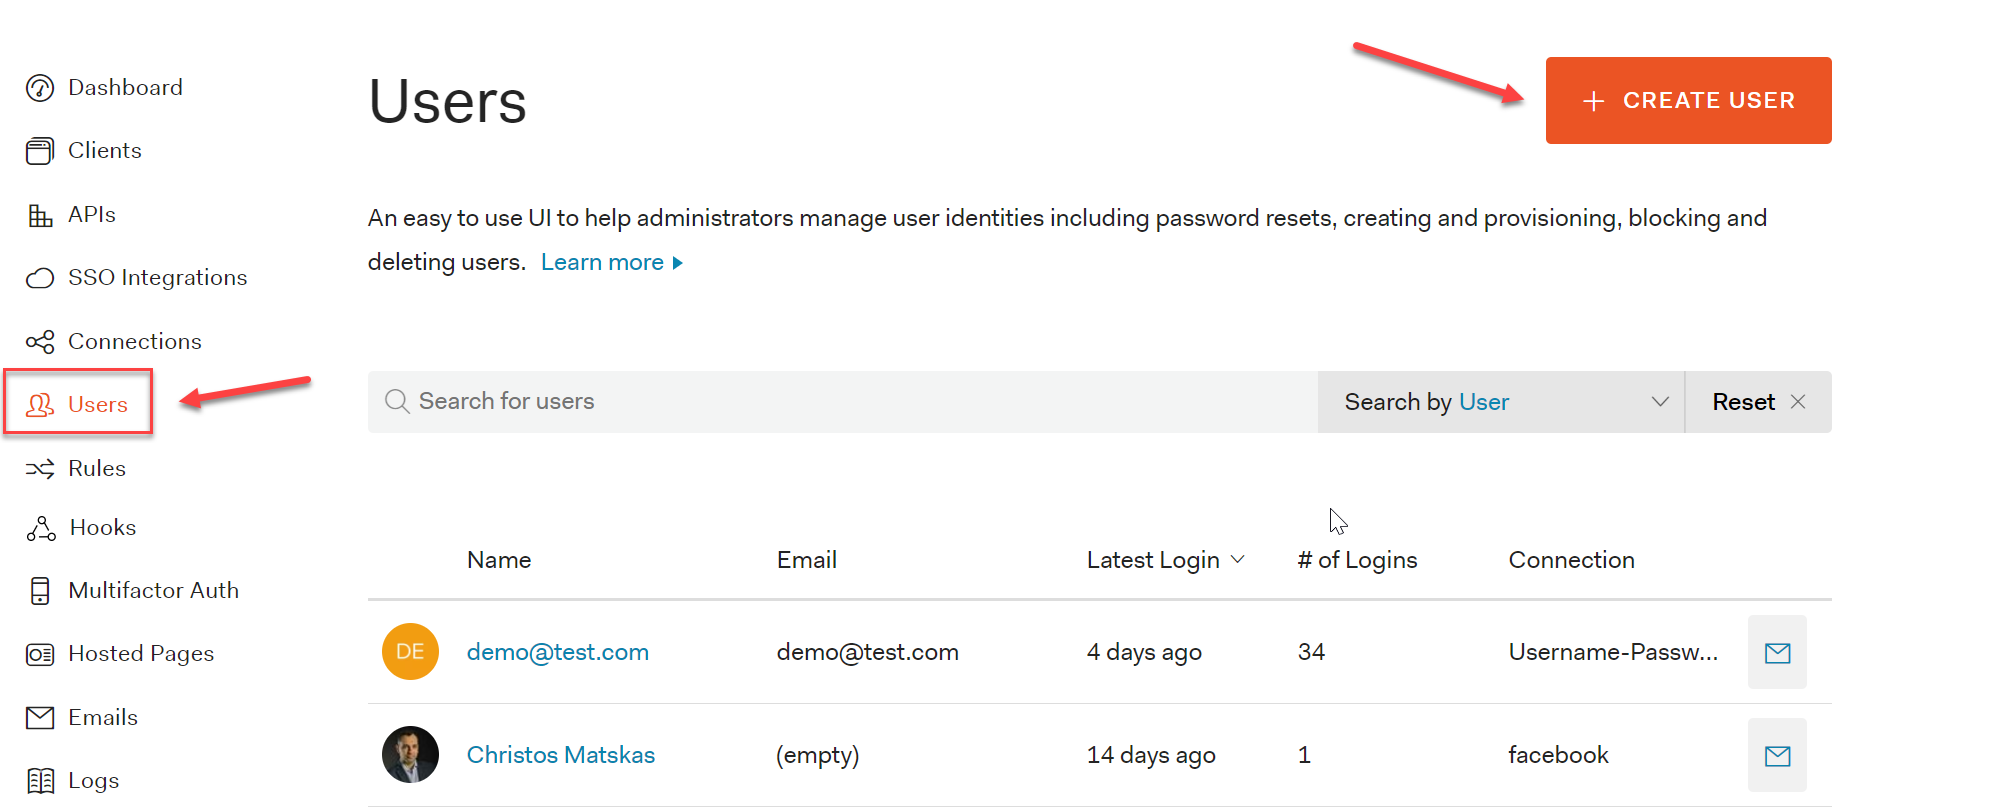 Dashboard
Clients
APIs
SSO Integrations
Connections
Users
Rules
Hooks
Multifactor Auth
Hosted Pages
Emails
Logs
Users
+ CREATE USER
An easy to use UI to help administrators manage user identities including password resets, creating and provisioning, blocking and
deleting users. Learn more
Search for users
Search by User
Reset
Name Email Latest Login # of Logins Connection
DE demo@test.com demo@test.com 4 days ago 34 Username-Passw...
Christos Matskas (empty) 14 days ago 1 facebook